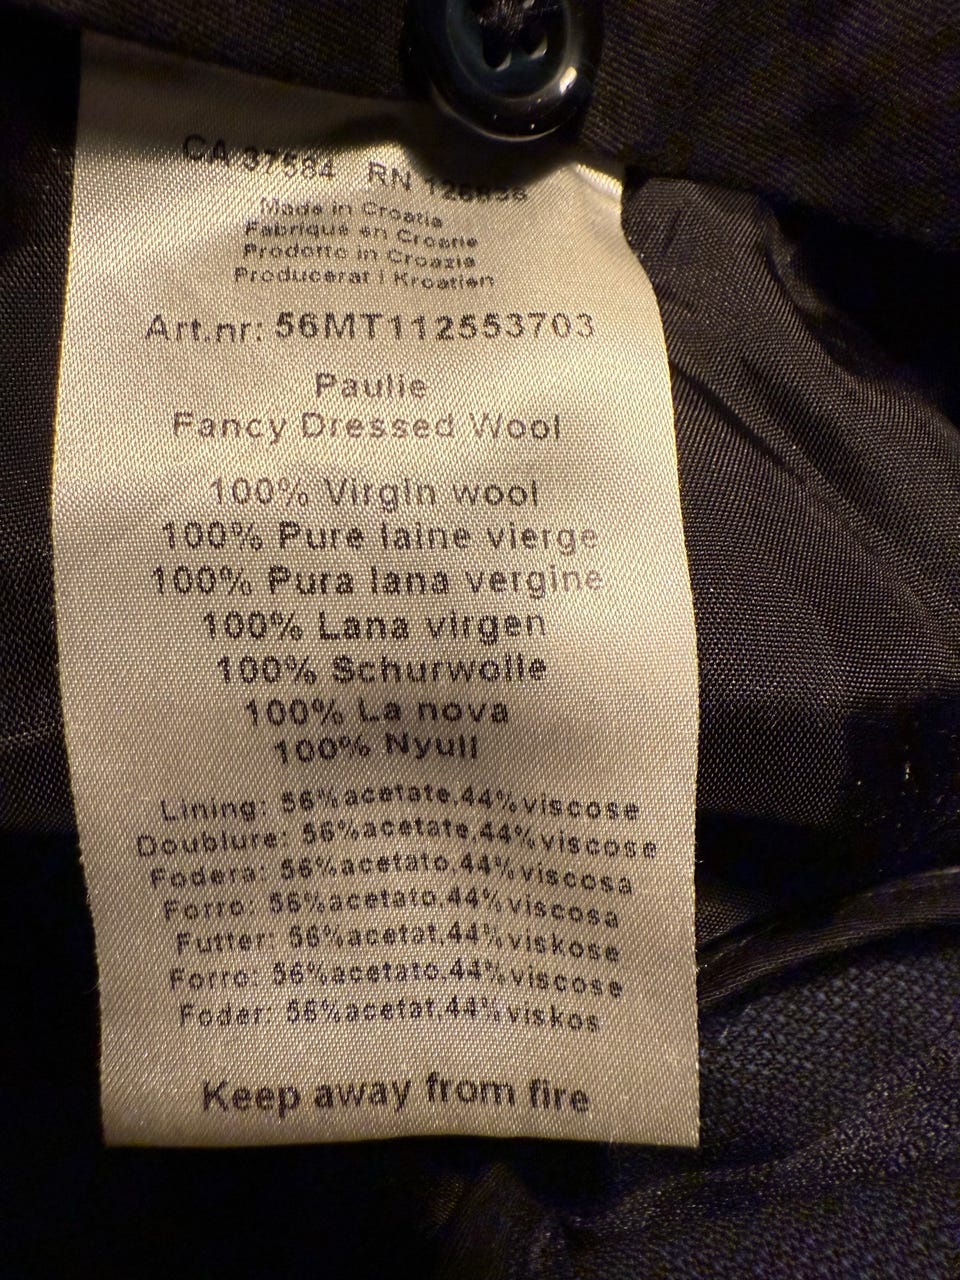 CA 37584 RN
Made in Croatia
Fabriqué en Croatie
Prodotto in Croazia
Producerat i Kroatien
Art.nr: 56MT112553703
Paulie
Fancy Dressed Wool
100% Virgin wool
100% Pure laine vierge
100% Pura lana vergine
100% Lana virgen
100% Schurwolle
100% La nova
100% Nyull
Lining: 56%acetate,44%viscose
Doublure: 56%acetate,44%viscose
Fodera: 56%acetato,44%viscosa
Forro: 56%acetato,44%viscosa
Futter: 56%acetat,44%viskose
Forro: 56%acetato,44%viscose
Foder: 56%acetat,44%viskos
Keep away from fire